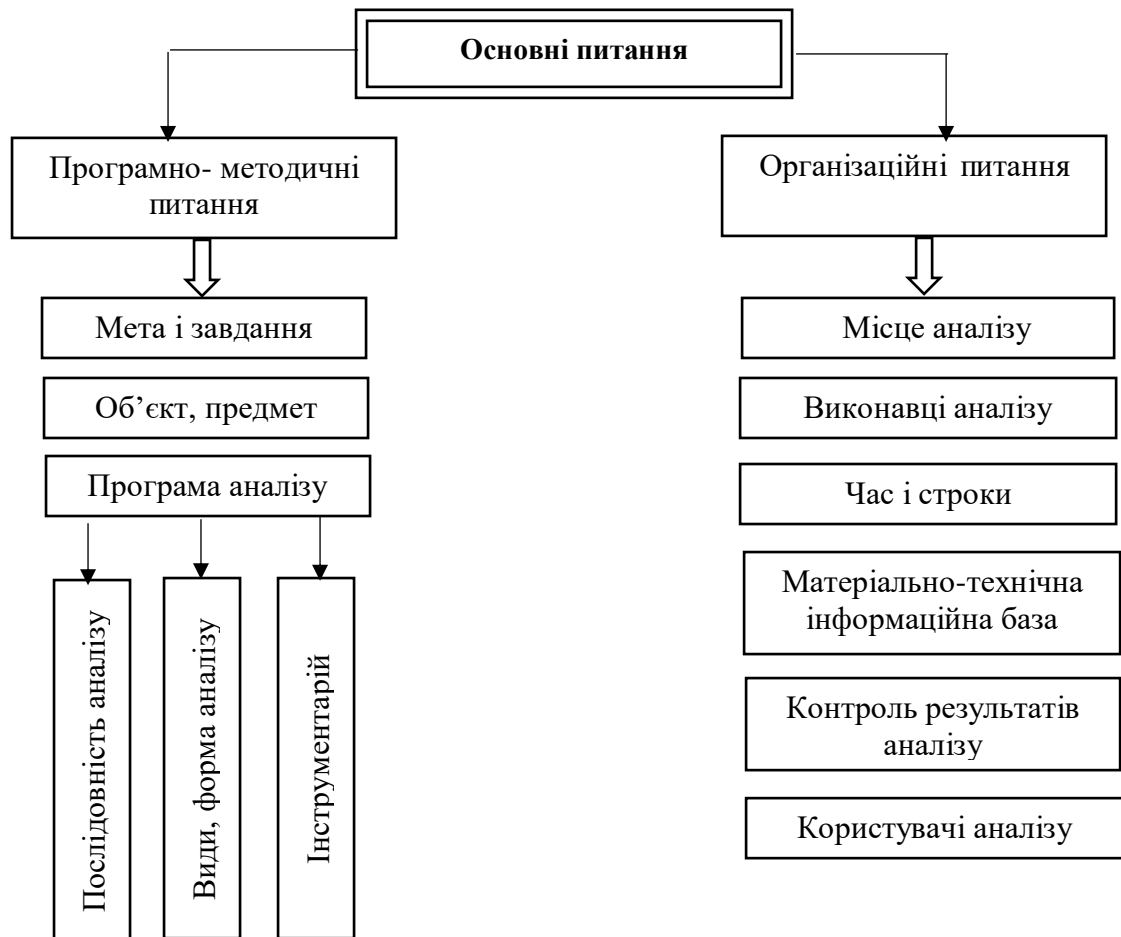 Основні питання
Програмно- методичні
питання
Мета і завдання
Об’єкт, предмет
Програма аналізу
Послідовність аналізу
Види, форма аналізу
Інструментарій
Організаційні питання
Місце аналізу
Виконавці аналізу
Час і строки
Матеріально-технічна
інформаційна база
Контроль результатів
аналізу
Користувачі аналізу